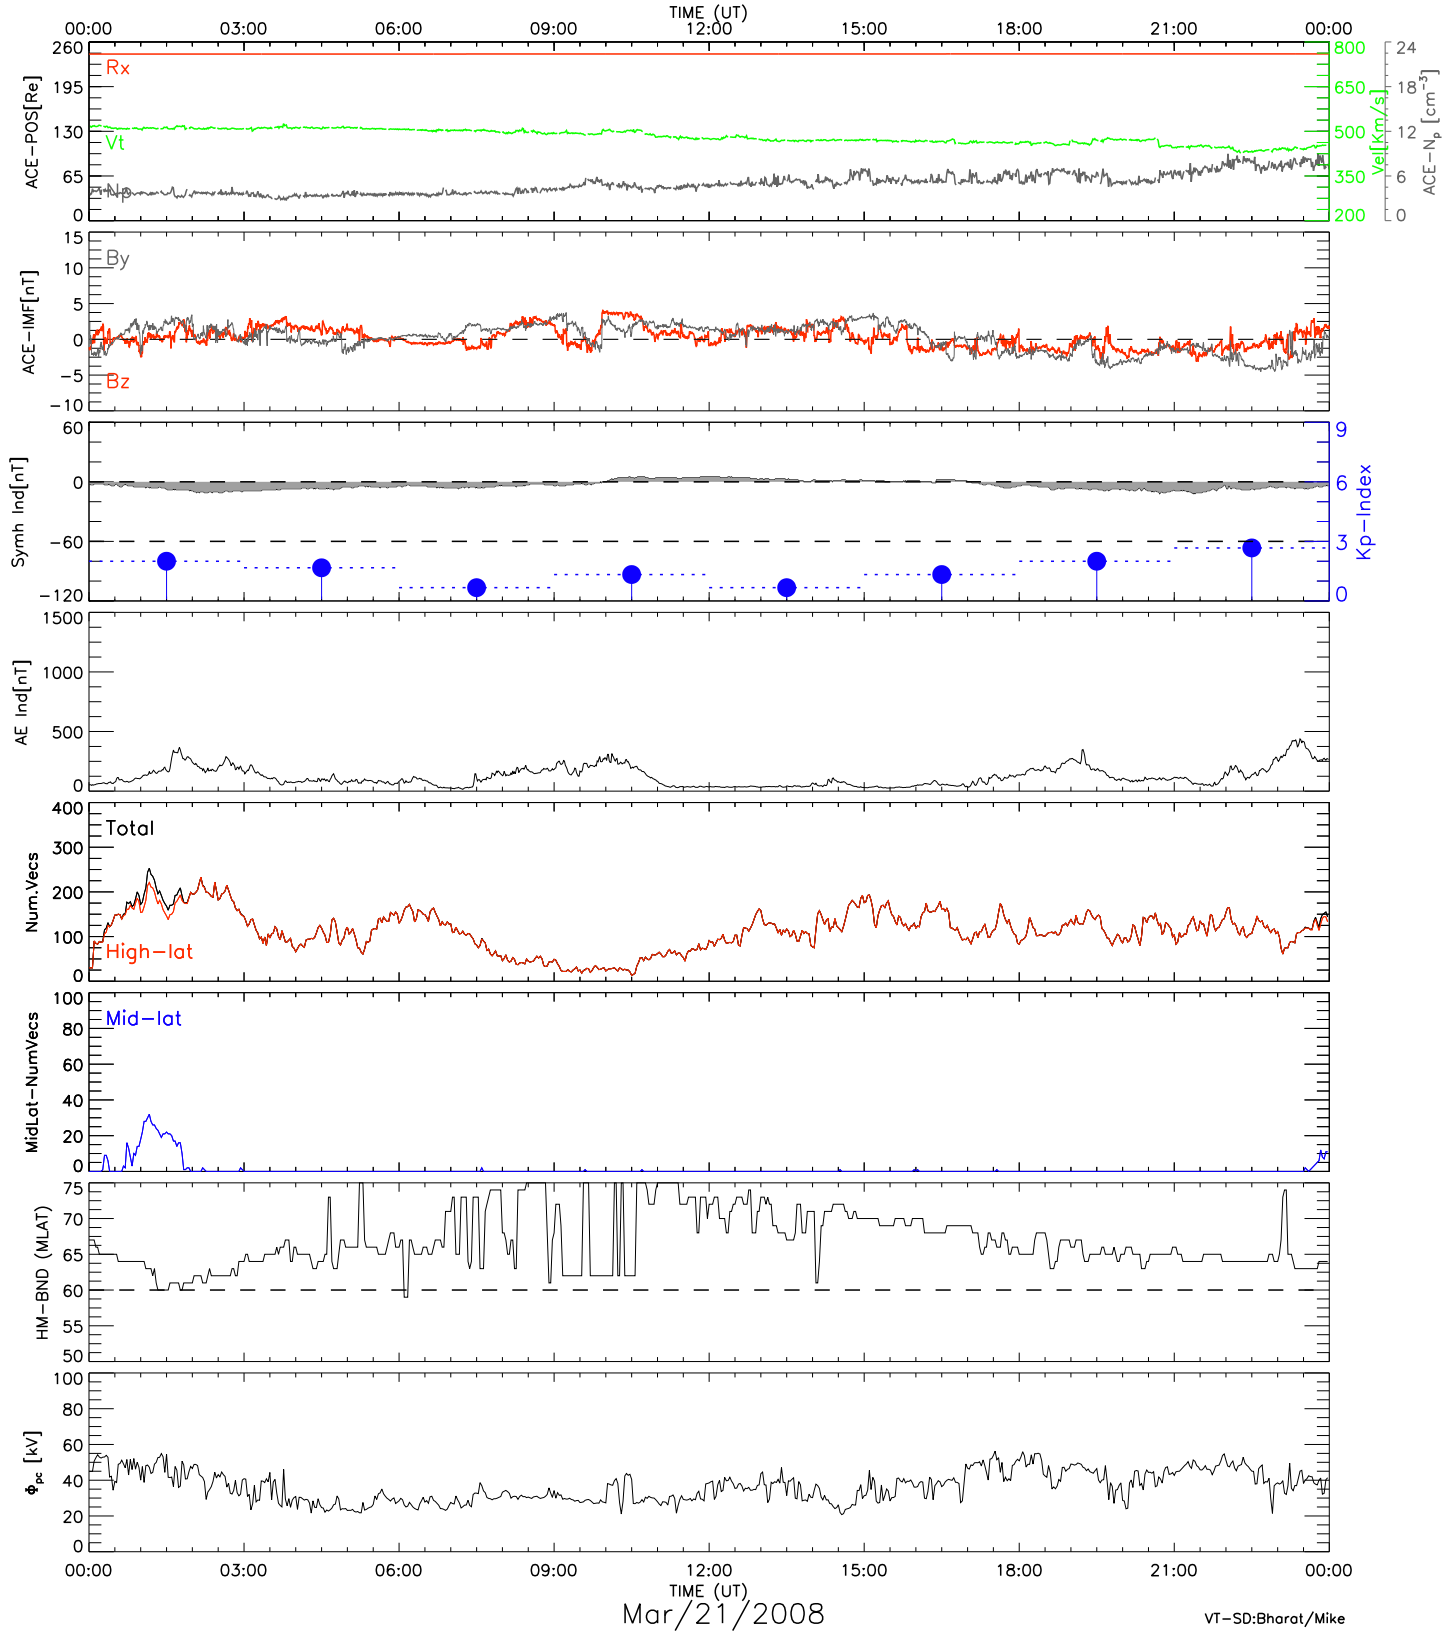 TIME (UT)
00:00 03:00 06:00 09:00 12:00 15:00 18:00 21:00 00:00
260 195 130 65 0
ACE-POS[Re]
Rx
Vt
Np
800 650 500 350 200
Vel[Km/s]
24 18 12 6 0
ACE-Np [cm-3]
15 10 5 0 -5 -10
ACE-IMF[nT]
By
Bz
60 0 -60 -120
Symh Ind[nT]
9 6 3 0
Kp-Index
1500 1000 500 0
AE Ind[nT]
400 300 200 100 0
Num.Vecs
Total
High-lat
100 80 60 40 20 0
MidLat-NumVecs
Mid-lat
75 70 65 60 55 50
HM-BND (MLAT)
100 80 60 40 20 0
Φpc [kV]
00:00 03:00 06:00 09:00 12:00 15:00 18:00 21:00 00:00
TIME (UT)
Mar/21/2008
VT-SD:Bharat/Mike